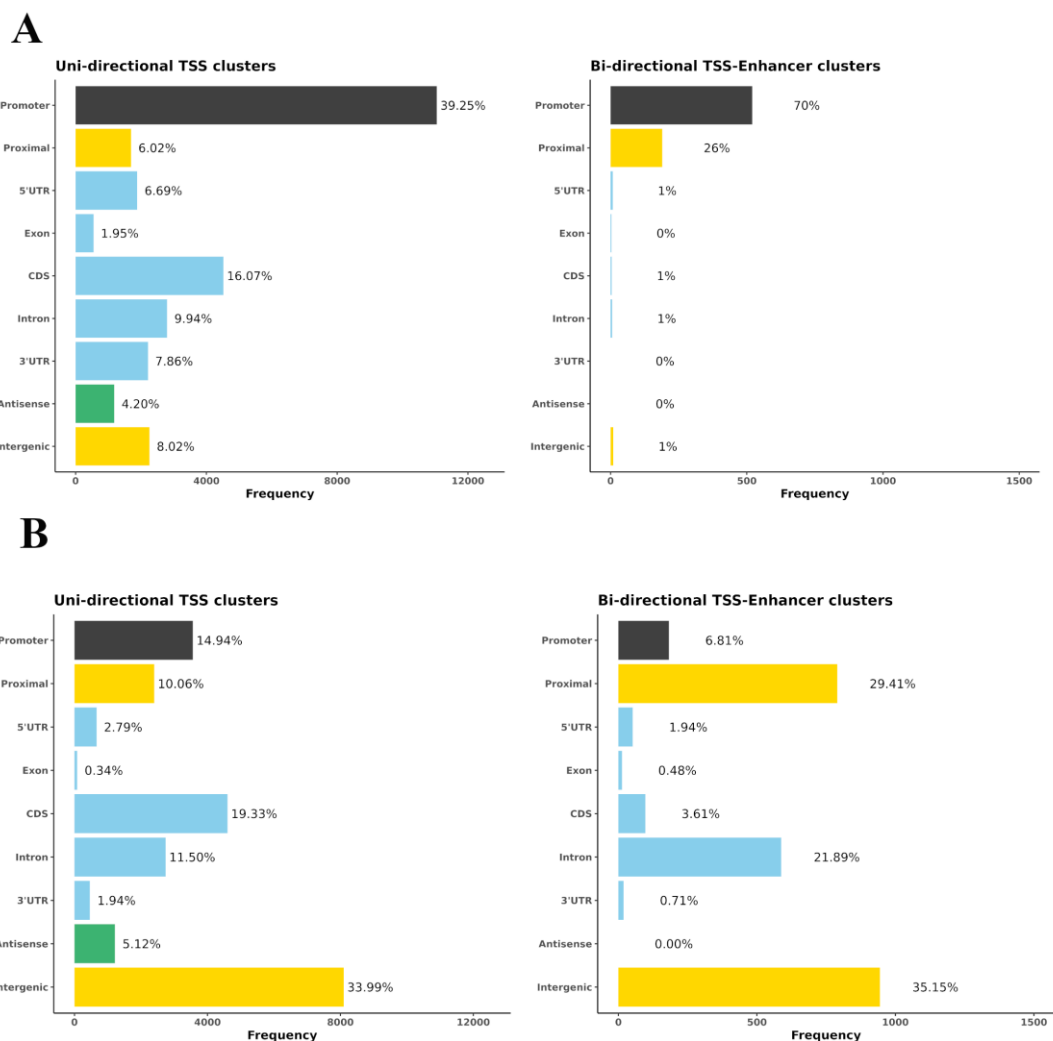 A
Uni-directional TSS clusters
Promoter 39.25%
Proximal 6.02%
5'UTR 6.69%
Exon 1.95%
CDS 16.07%
Intron 9.94%
3'UTR 7.86%
Antisense 4.20%
ntergenic 8.02%
0 4000 8000 12000
Frequency
Bi-directional TSS-Enhancer clusters
Promoter 70%
Proximal 26%
5'UTR 1%
Exon 0%
CDS 1%
Intron 1%
3'UTR 0%
Antisense 0%
Intergenic 1%
0 500 1000 1500
Frequency
B
Uni-directional TSS clusters
Promoter 14.94%
Proximal 10.06%
5'UTR 2.79%
Exon 0.34%
CDS 19.33%
Intron 11.50%
3'UTR 1.94%
Antisense 5.12%
ntergenic 33.99%
0 4000 8000 12000
Frequency
Bi-directional TSS-Enhancer clusters
Promoter 6.81%
Proximal 29.41%
5'UTR 1.94%
Exon 0.48%
CDS 3.61%
Intron 21.89%
3'UTR 0.71%
Antisense 0.00%
Intergenic 35.15%
0 500 1000 1500
Frequency